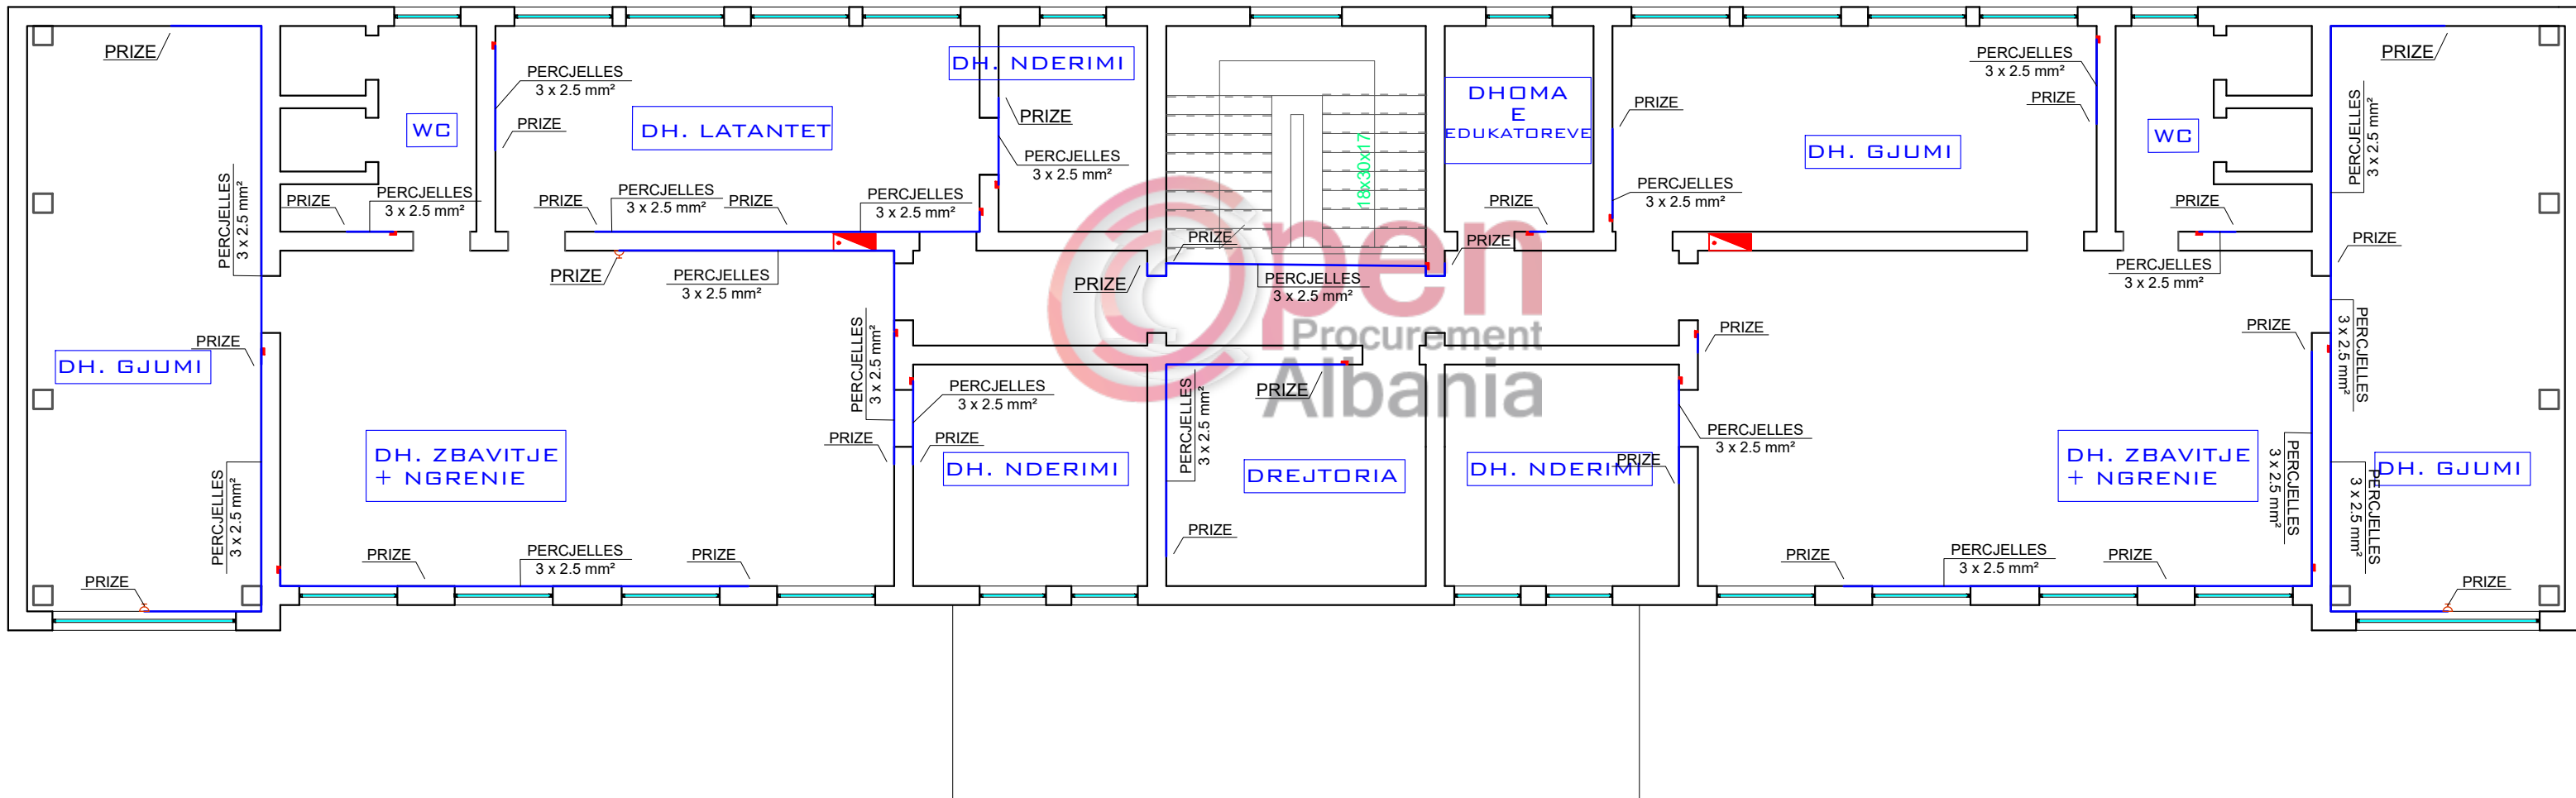 PRIZE
PERCJELLES
3 x 2.5 mm²
PRIZE
DH. GJUMI
PERCJELLES
3 x 2.5 mm²
PRIZE
WC
PRIZE
PERCJELLES
3 x 2.5 mm²
PERCJELLES
3 x 2.5 mm²
PRIZE
DH. LATANTET
PRIZE
PERCJELLES
3 x 2.5 mm²
PRIZE
PERCJELLES
3 x 2.5 mm²
DH. NDERIMI
PRIZE
PERCJELLES
3 x 2.5 mm²
PRIZE
PERCJELLES
3 x 2.5 mm²
PERCJELLES
3 x 2.5 mm²
PRIZE
DH. ZBAVITJE
+ NGRENIE
PRIZE
PERCJELLES
3 x 2.5 mm²
PRIZE
PERCJELLES
3 x 2.5 mm²
PRIZE
DH. NDERIMI
PRIZE
PRIZE
18x30x17
PERCJELLES
3 x 2.5 mm²
PRIZE
Open
Procurement
Albania
PRIZE
PERCJELLES
3 x 2.5 mm²
DREJTORIA
PRIZE
DHOMA
E
EDUKATOREVE
PRIZE
PRIZE
PERCJELLES
3 x 2.5 mm²
DH. GJUMI
PERCJELLES
3 x 2.5 mm²
PRIZE
PRIZE
PERCJELLES
3 x 2.5 mm²
DH. NDERIMI
PRIZE
WC
PRIZE
PERCJELLES
3 x 2.5 mm²
PRIZE
DH. ZBAVITJE
+ NGRENIE
PERCJELLES
3 x 2.5 mm²
PRIZE
PERCJELLES
3 x 2.5 mm²
PRIZE
PRIZE
PERCJELLES
3 x 2.5 mm²
PRIZE
PERCJELLES
3 x 2.5 mm²
DH. GJUMI
PERCJELLES
3 x 2.5 mm²
PRIZE